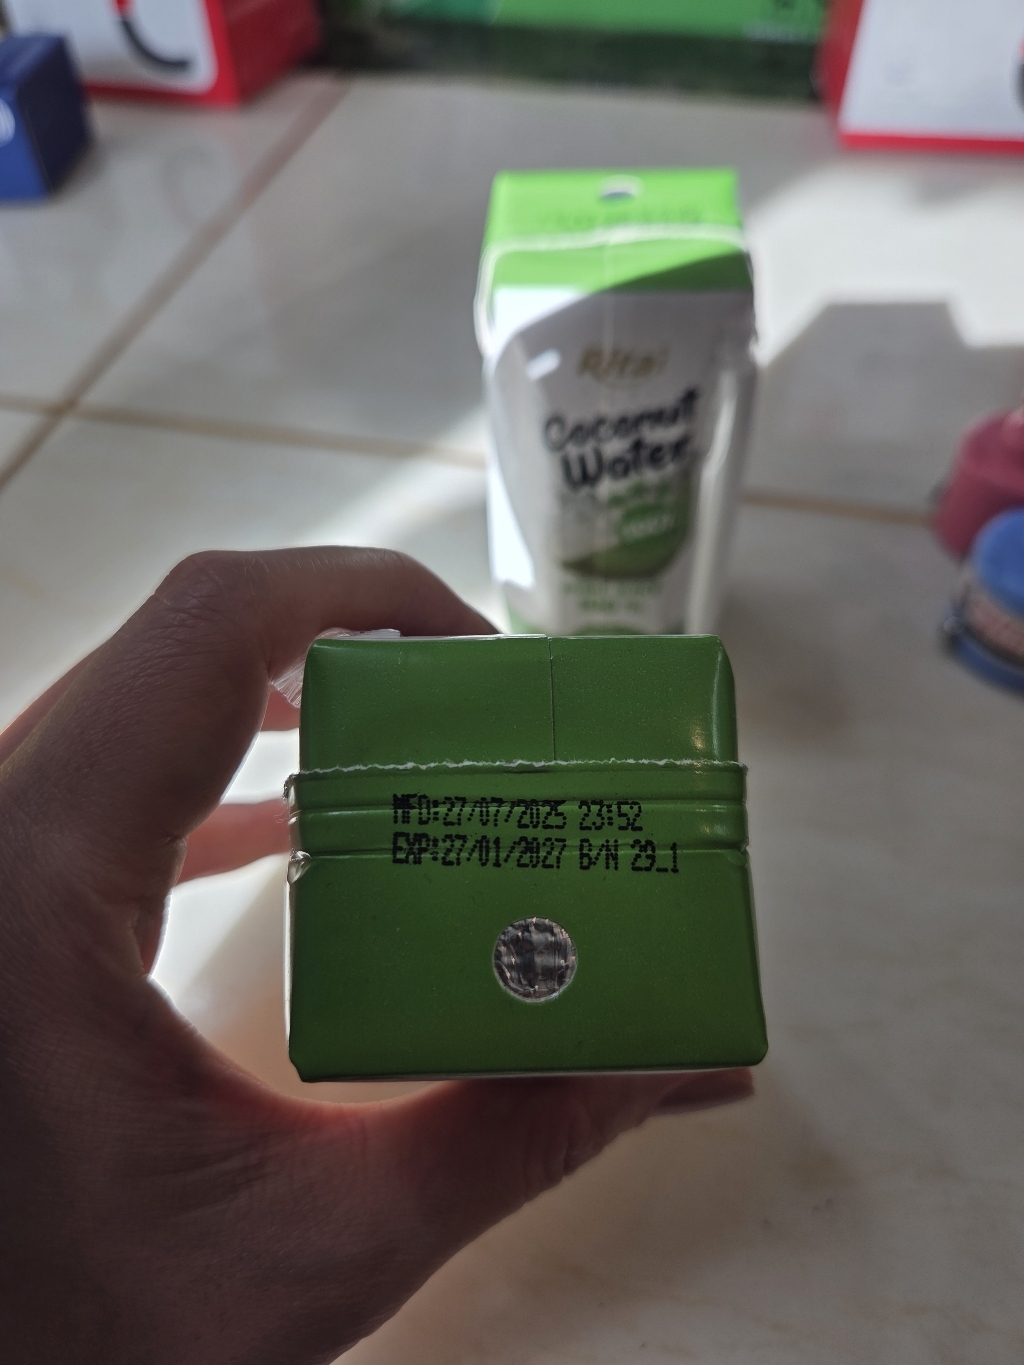 Rita
Coconut
Water
MFD:27/07/2025 23:52
EXP:27/01/2027 B/N 29_1